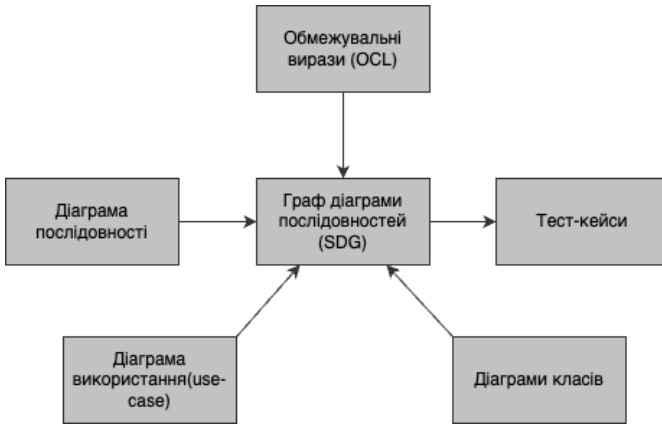 Обмежувальні
вирази (OCL)
Діаграма
послідовності
Граф діаграми
послідовностей
(SDG)
Тест-кейси
Діаграма
використання(use-
case)
Діаграми класів